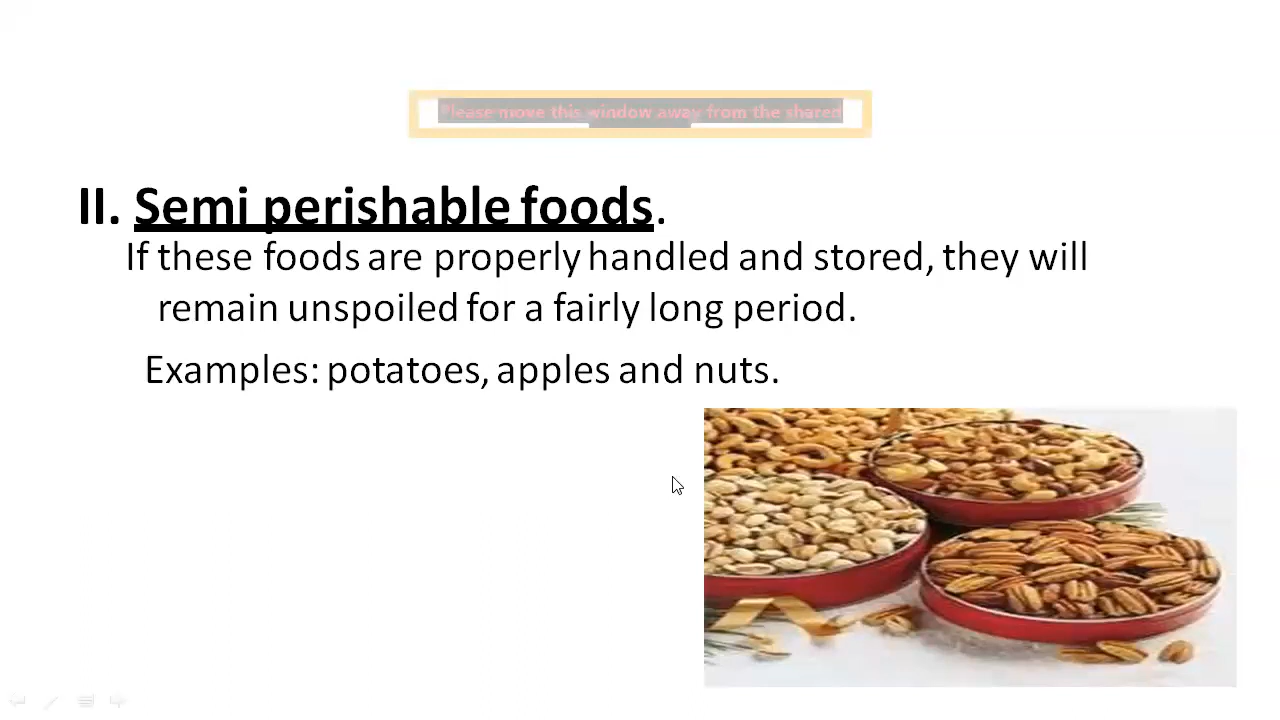 Please move this window away from the shared
II. Semi perishable foods.
If these foods are properly handled and stored, they will
remain unspoiled for a fairly long period.
Examples: potatoes, apples and nuts.